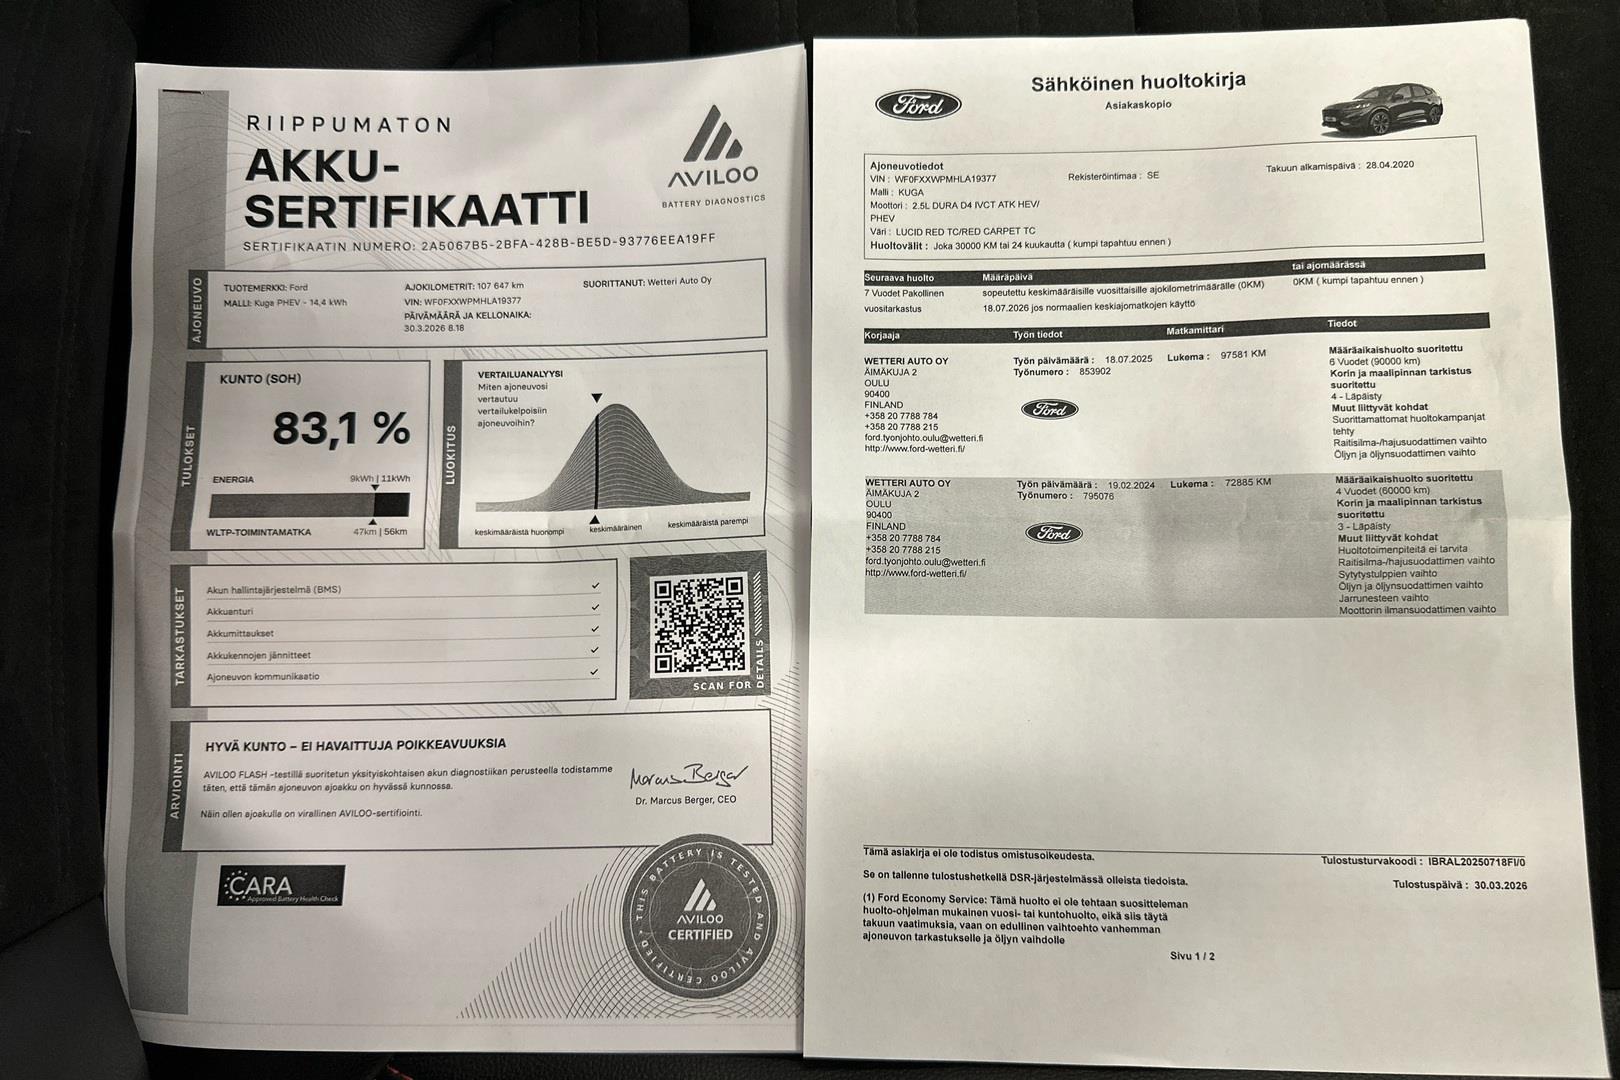 RIIPPUMATON
AKKU-
SERTIFIKAATTI
SERTIFIKAATIN NUMERO: 2A5067B5-2BFA-428B-BE5D-93776EEA19FF
AVILOO
BATTERY DIAGNOSTICS
AJONEUVO
TUOTEMERKKI: Ford
MALLI: Kuga PHEV - 14,4 kWh
AJOKILOMETRIT: 107 647 km
VIN: WF0FXXWPMHLA19377
PÄIVÄMÄÄRÄ JA KELLONAIKA:
30.3.2026 8.18
SUORITTANUT: Wetteri Auto Oy
TULOKSET
KUNTO (SOH)
83,1 %
ENERGIA 9kWh | 11kWh
WLTP-TOIMINTAMATKA 47km | 56km
LUOKITUS
VERTAILUANALYYSI
Miten ajoneuvosi
vertautuu
vertailukelpoisiin
ajoneuvoihin?
keskimääräistä huonompi keskimääräinen keskimääräistä parempi
TARKASTUKSET
Akun hallintajärjestelmä (BMS)
Akkuanturi
Akkumittaukset
Akkukennojen jännitteet
Ajoneuvon kommunikaatio
SCAN FOR DETAILS
ARVIOINTI
HYVÄ KUNTO – EI HAVAITTUJA POIKKEAVUUKSIA
AVILOO FLASH -testillä suoritetun yksityiskohtaisen akun diagnostiikan perusteella todistamme
täten, että tämän ajoneuvon ajoakku on hyvässä kunnossa.
Näin ollen ajoakulla on virallinen AVILOO-sertifiointi.
Marcus Berger
Dr. Marcus Berger, CEO
CARA
Approved Battery Health Check
THIS BATTERY IS TESTED AND AVILOO CERTIFIED
AVILOO
CERTIFIED
Ford
Sähköinen huoltokirja
Asiakaskopio
Ajoneuvotiedot
VIN : WF0FXXWPMHLA19377
Rekisteröintimaa : SE
Takuun alkamispäivä : 28.04.2020
Malli : KUGA
Moottori : 2.5L DURA D4 IVCT ATK HEV/
PHEV
Väri : LUCID RED TC/RED CARPET TC
Huoltovälit : Joka 30000 KM tai 24 kuukautta ( kumpi tapahtuu ennen )
Seuraava huolto Määräpäivä tai ajomäärässä
7 Vuodet Pakollinen sopeutettu keskimääräisille vuosittaisille ajokilometrimäärälle (0KM) 0KM ( kumpi tapahtuu ennen )
vuositarkastus 18.07.2026 jos normaalien keskiajomatkojen käyttö
Korjaaja Työn tiedot Matkamittari Tiedot
WETTERI AUTO OY
ÄIMÄKUJA 2
OULU
90400
FINLAND
+358 20 7788 784
+358 20 7788 215
ford.tyonjohto.oulu@wetteri.fi
http://www.ford-wetteri.fi/
Työn päivämäärä : 18.07.2025
Työnumero : 853902
Ford
Lukema : 97581 KM
Määräaikaishuolto suoritettu
6 Vuodet (90000 km)
Korin ja maalipinnan tarkistus
suoritettu
4 - Läpäisty
Muut liittyvät kohdat
Suorittamattomat huoltokampanjat
tehty
Raitisilma-/hajusuodattimen vaihto
Öljyn ja öljynsuodattimen vaihto
WETTERI AUTO OY
ÄIMÄKUJA 2
OULU
90400
FINLAND
+358 20 7788 784
+358 20 7788 215
ford.tyonjohto.oulu@wetteri.fi
http://www.ford-wetteri.fi/
Työn päivämäärä : 19.02.2024
Työnumero : 795076
Ford
Lukema : 72885 KM
Määräaikaishuolto suoritettu
4 Vuodet (60000 km)
Korin ja maalipinnan tarkistus
suoritettu
3 - Läpäisty
Muut liittyvät kohdat
Huoltotoimenpiteitä ei tarvita
Raitisilma-/hajusuodattimen vaihto
Sytytystulppien vaihto
Öljyn ja öljynsuodattimen vaihto
Jarrunesteen vaihto
Moottorin ilmansuodattimen vaihto
Tämä asiakirja ei ole todistus omistusoikeudesta.
Se on tallenne tulostushetkellä DSR-järjestelmässä olleista tiedoista.
(1) Ford Economy Service: Tämä huolto ei ole tehtaan suositteleman
huolto-ohjelman mukainen vuosi- tai kuntohuolto, eikä siis täytä
takuun vaatimuksia, vaan on edullinen vaihtoehto vanhemman
ajoneuvon tarkastukselle ja öljyn vaihdolle
Tulostusturvakoodi : IBRAL20250718FI/0
Tulostuspäivä : 30.03.2026
Sivu 1 / 2